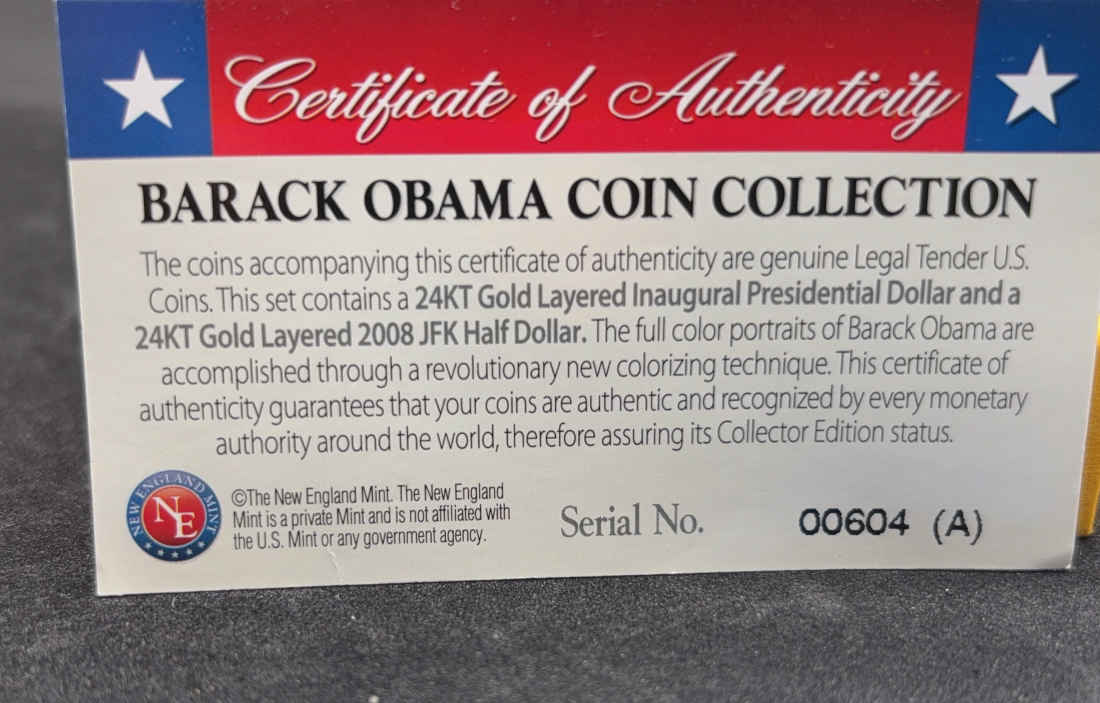 Certificate of Authenticity
BARACK OBAMA COIN COLLECTION
The coins accompanying this certificate of authenticity are genuine Legal Tender U.S.
Coins. This set contains a 24KT Gold Layered Inaugural Presidential Dollar and a
24KT Gold Layered 2008 JFK Half Dollar. The full color portraits of Barack Obama are
accomplished through a revolutionary new colorizing technique. This certificate of
authenticity guarantees that your coins are authentic and recognized by every monetary
authority around the world, therefore assuring its Collector Edition status.
NEW ENGLAND MINT
NE
©The New England Mint. The New England
Mint is a private Mint and is not affiliated with
the U.S. Mint or any government agency.
Serial No. 00604 (A)